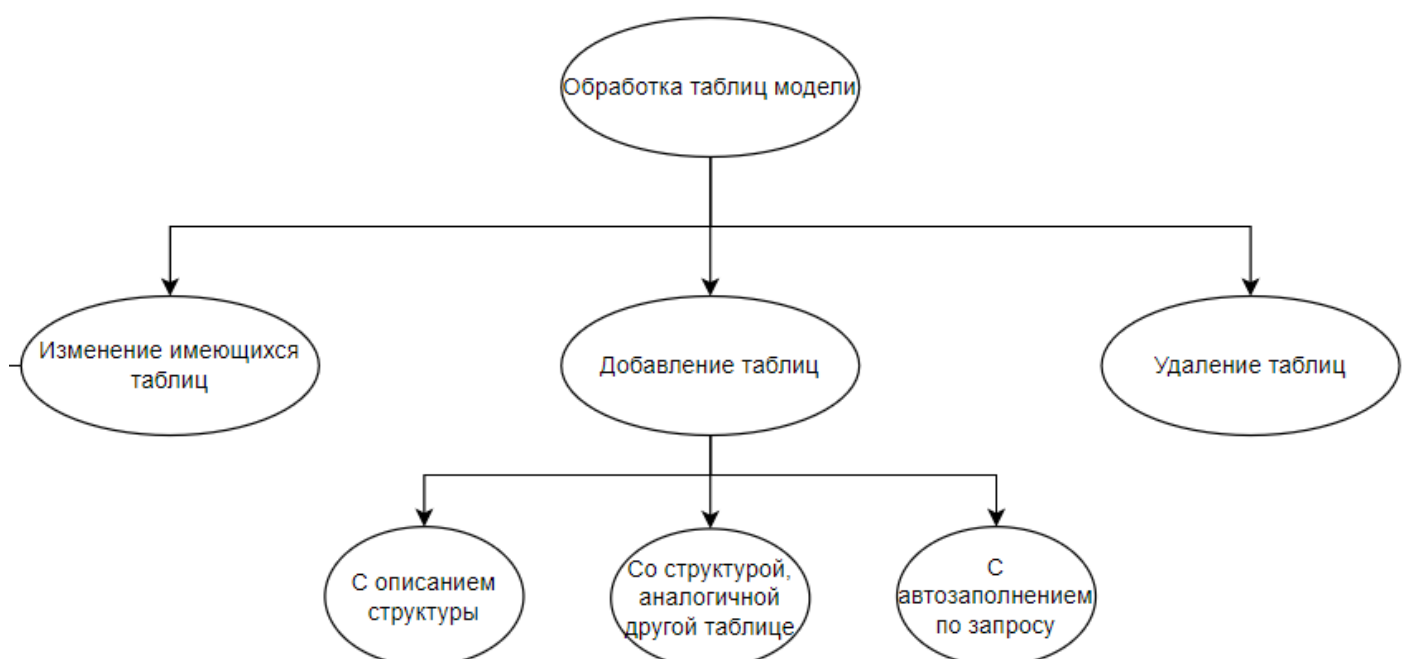 Обработка таблиц модели
Изменение имеющихся
таблиц
Добавление таблиц
Удаление таблиц
С описанием
структуры
Со структурой,
аналогичной
другой таблице
С
автозаполнением
по запросу